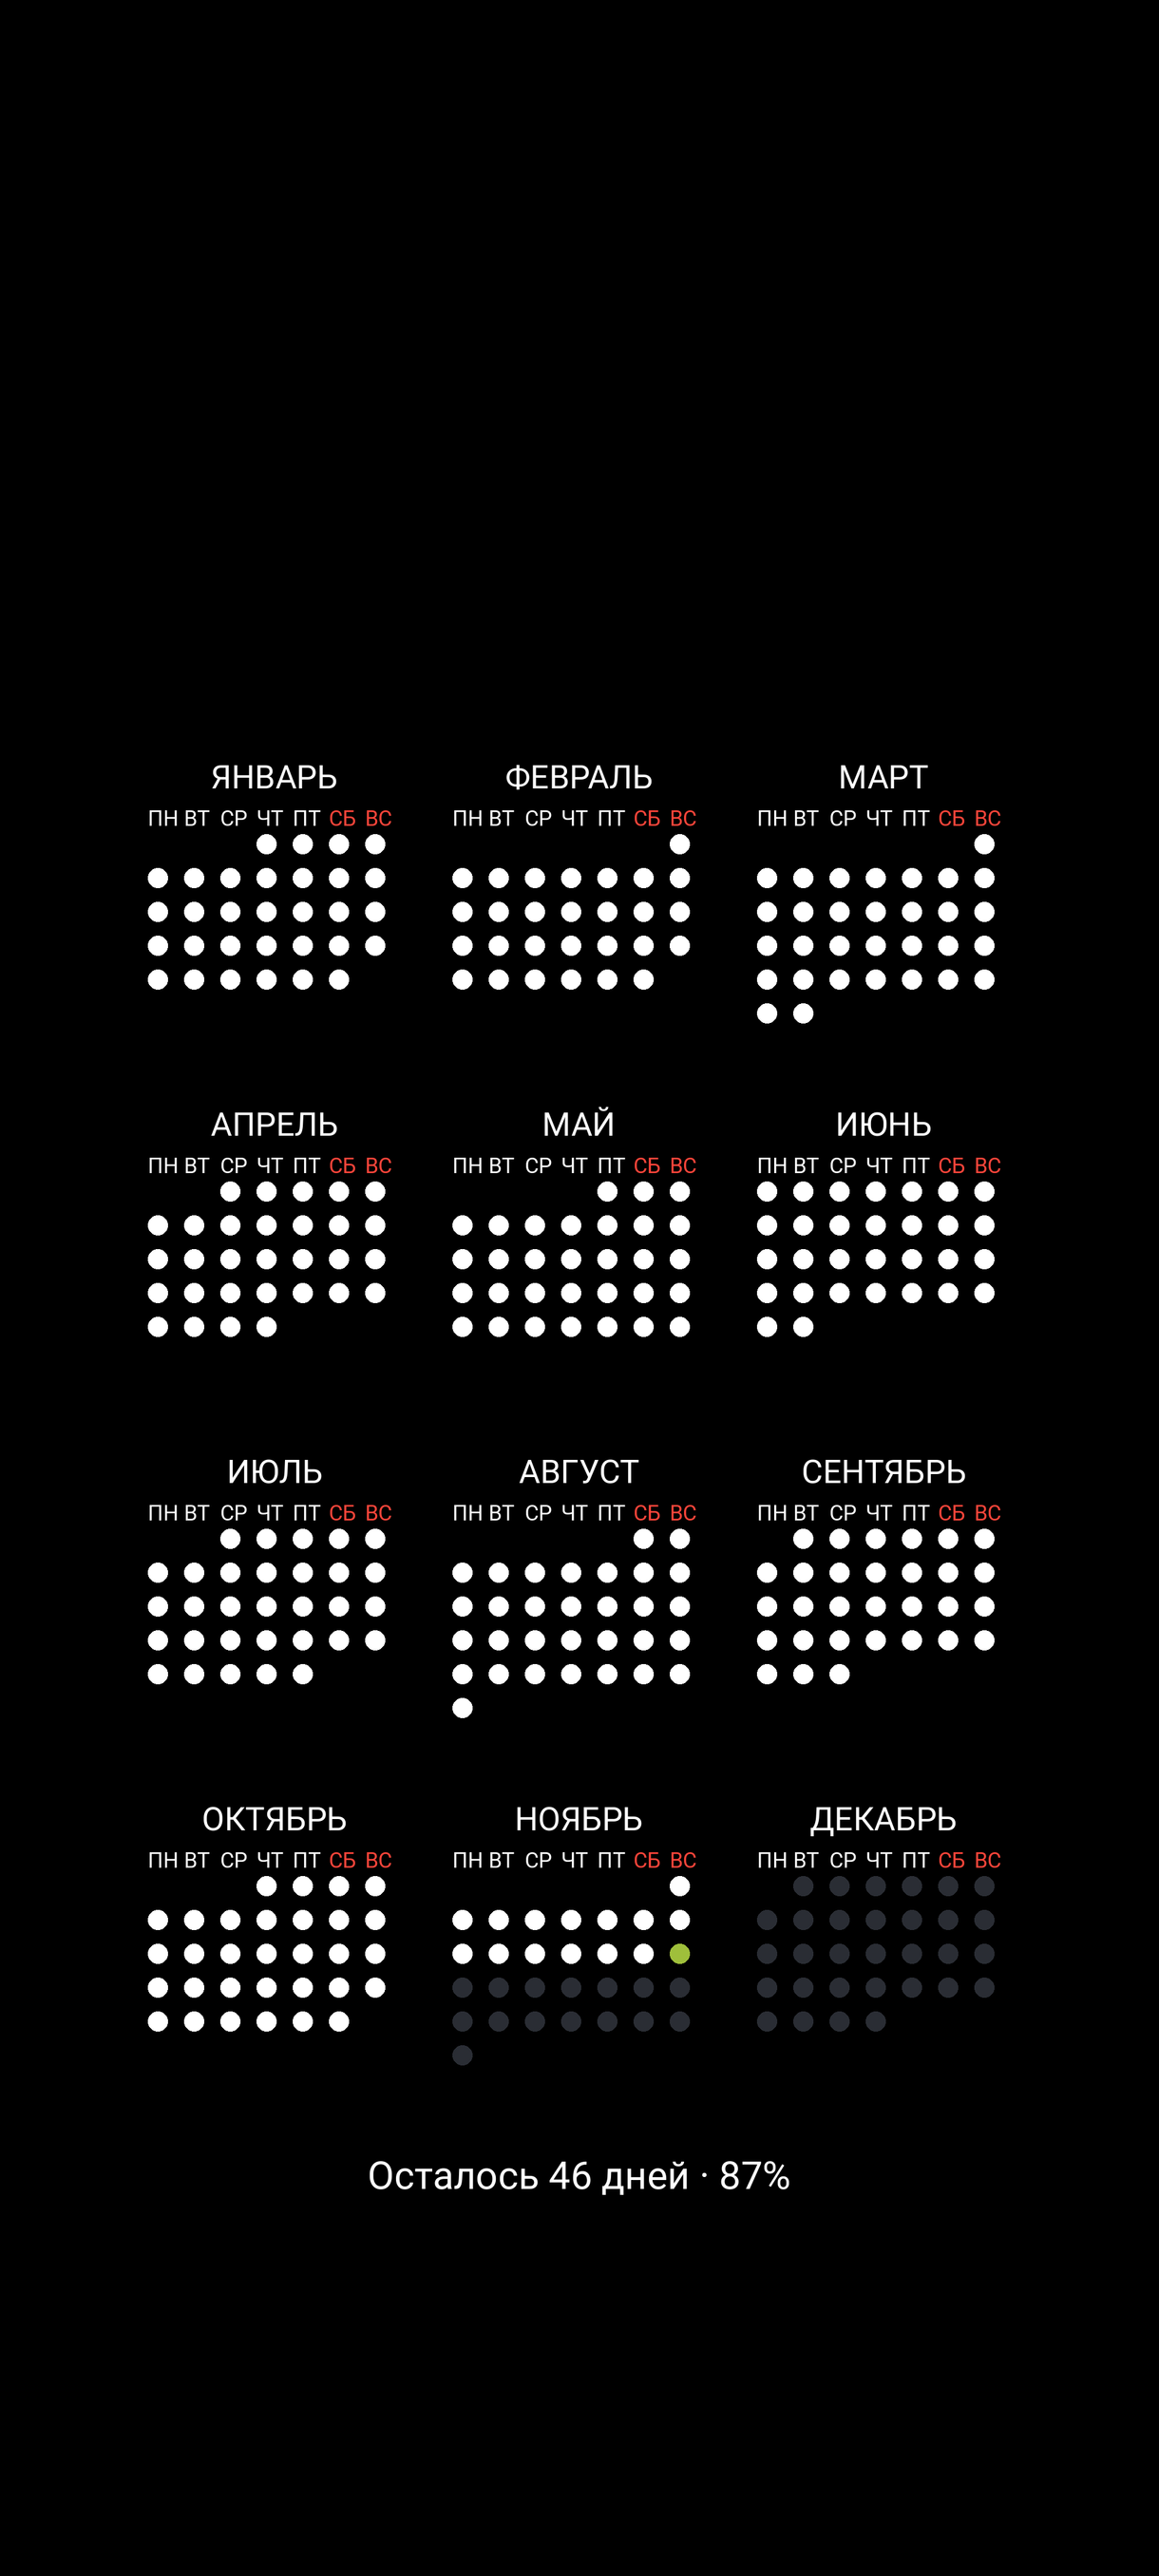 ЯНВАРЬ ФЕВРАЛЬ МАРТ
ПН ВТ СР ЧТ ПТ СБ ВС ПН ВТ СР ЧТ ПТ СБ ВС ПН ВТ СР ЧТ ПТ СБ ВС
АПРЕЛЬ МАЙ ИЮНЬ
ПН ВТ СР ЧТ ПТ СБ ВС ПН ВТ СР ЧТ ПТ СБ ВС ПН ВТ СР ЧТ ПТ СБ ВС
ИЮЛЬ АВГУСТ СЕНТЯБРЬ
ПН ВТ СР ЧТ ПТ СБ ВС ПН ВТ СР ЧТ ПТ СБ ВС ПН ВТ СР ЧТ ПТ СБ ВС
ОКТЯБРЬ НОЯБРЬ ДЕКАБРЬ
ПН ВТ СР ЧТ ПТ СБ ВС ПН ВТ СР ЧТ ПТ СБ ВС ПН ВТ СР ЧТ ПТ СБ ВС
Осталось 46 дней · 87%